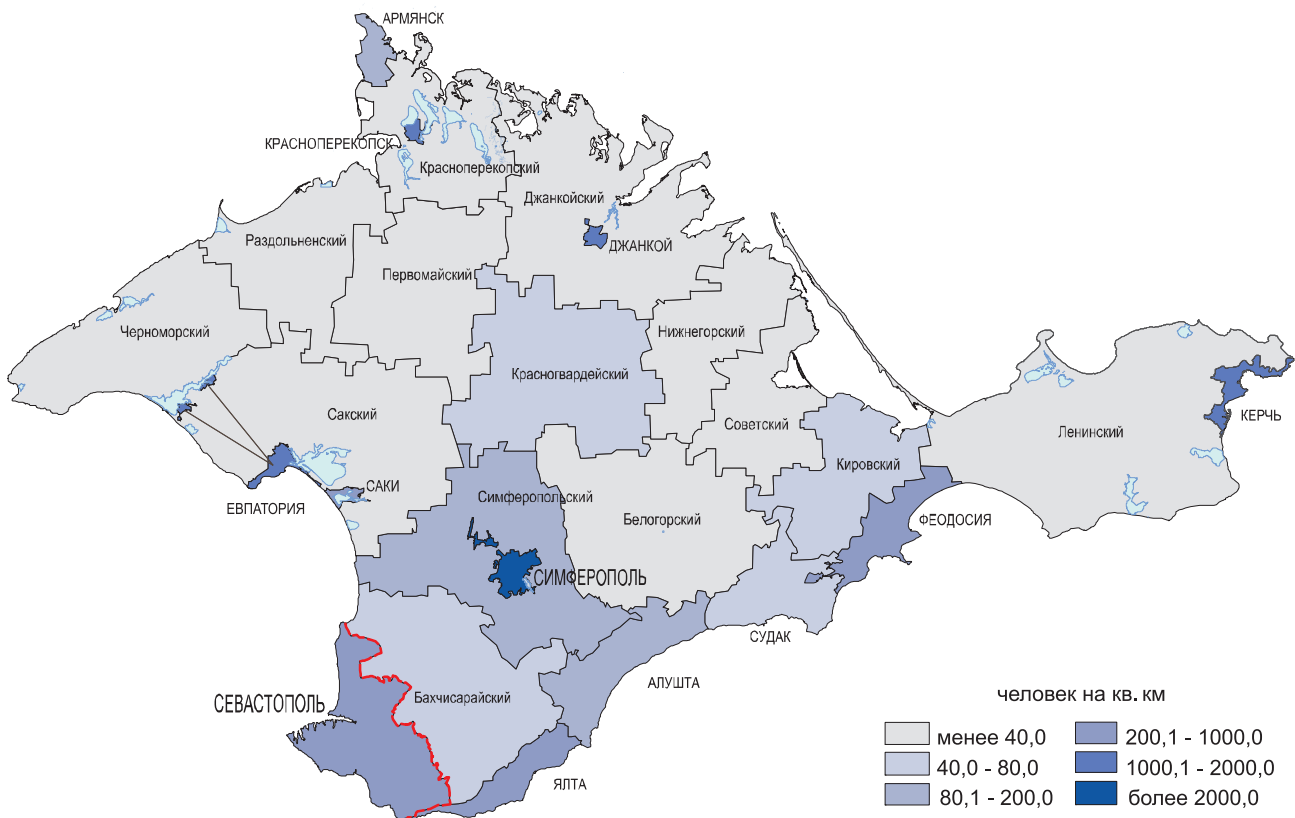 АРМЯНСК
КРАСНОПЕРЕКОПСК
Красноперекопский
Джанкойский
Раздольненский
ДЖАНКОЙ
Первомайский
Черноморский
Нижнегорский
Красногвардейский
Сакский
Советский
Ленинский
КЕРЧЬ
Кировский
САКИ
ЕВПАТОРИЯ
Симферопольский
Белогорский
ФЕОДОСИЯ
СИМФЕРОПОЛЬ
СУДАК
АЛУШТА
Бахчисарайский
СЕВАСТОПОЛЬ
ЯЛТА
человек на кв. км
менее 40,0
40,0 - 80,0
80,1 - 200,0
200,1 - 1000,0
1000,1 - 2000,0
более 2000,0